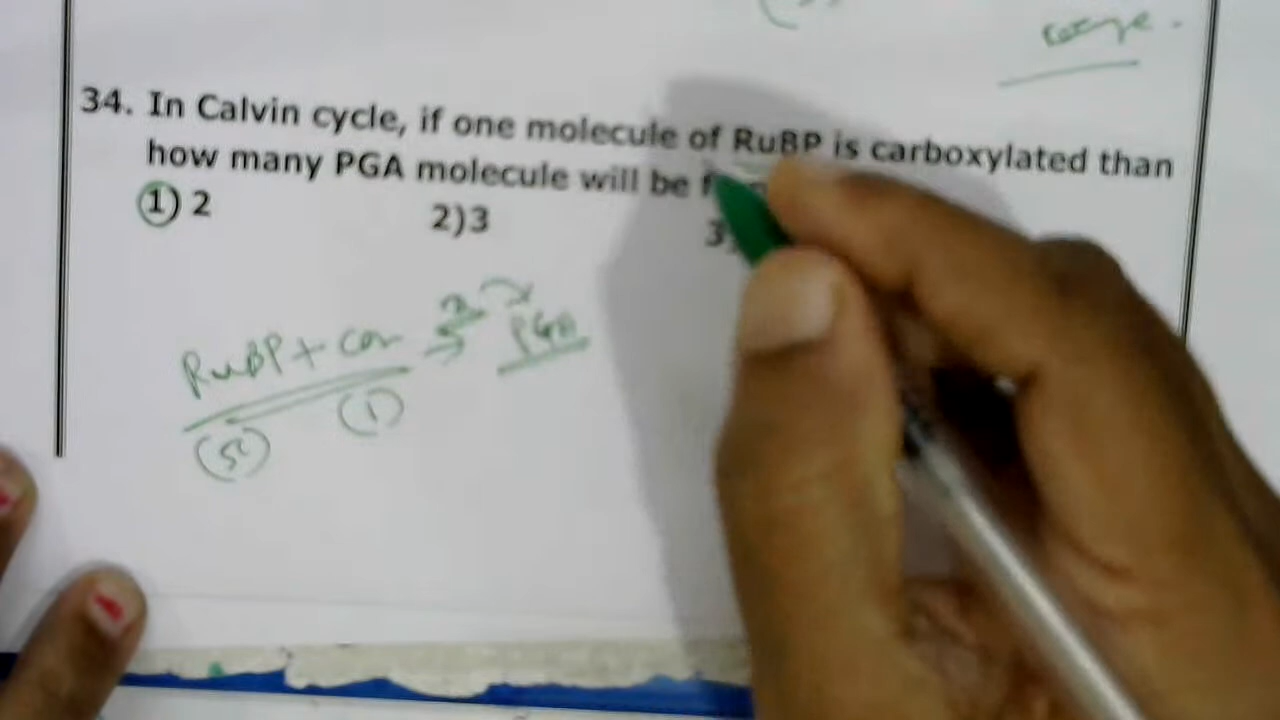 34. In Calvin cycle, if one molecule of RuBP is carboxylated than
how many PGA molecule will be
1) 2 2)3 3)
RuBP + co2 → 2 PGA
(5c) (1)